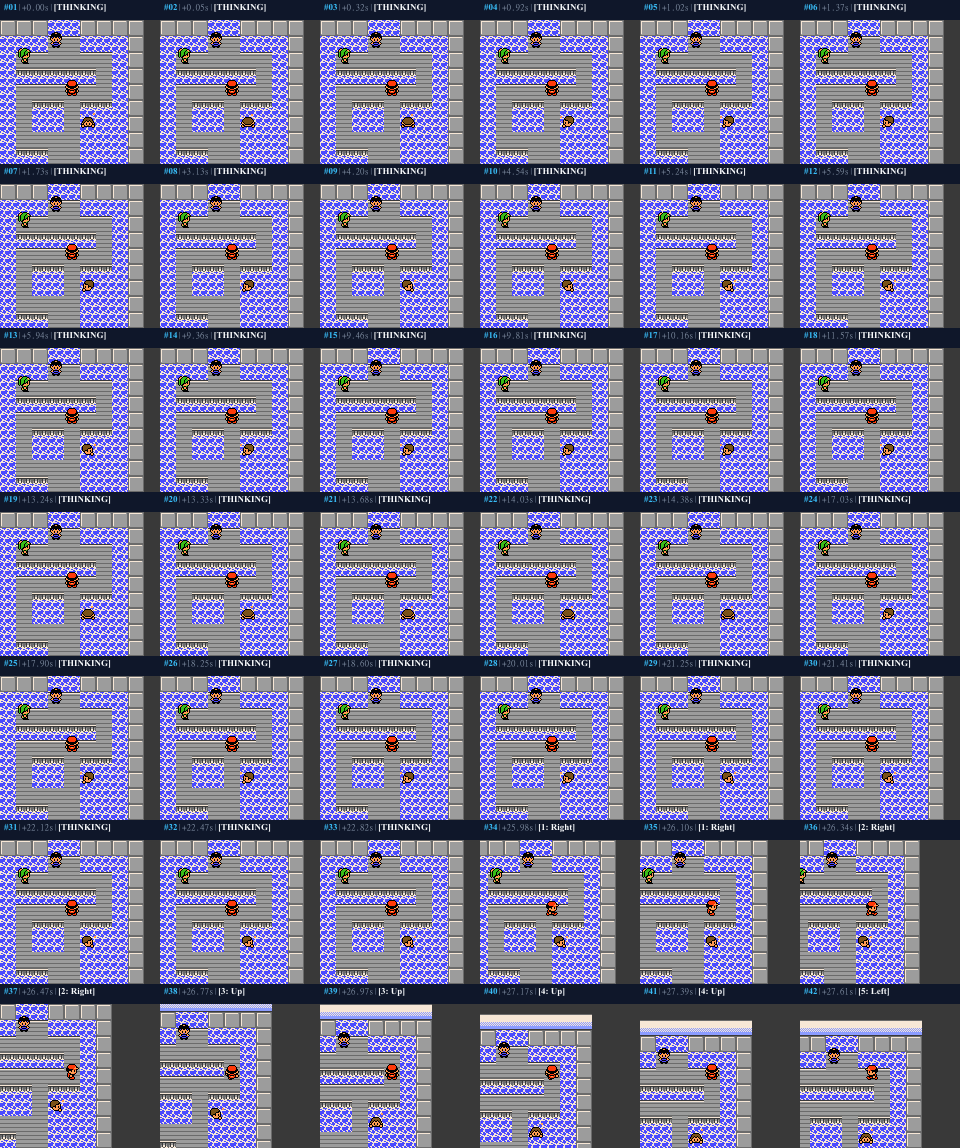 #01|+0.00s|[THINKING] #02|+0.05s|[THINKING] #03|+0.32s|[THINKING] #04|+0.92s|[THINKING] #05|+1.02s|[THINKING] #06|+1.37s|[THINKING]
#07|+1.73s|[THINKING] #08|+3.13s|[THINKING] #09|+4.20s|[THINKING] #10|+4.54s|[THINKING] #11|+5.24s|[THINKING] #12|+5.59s|[THINKING]
#13|+5.94s|[THINKING] #14|+9.36s|[THINKING] #15|+9.46s|[THINKING] #16|+9.81s|[THINKING] #17|+10.16s|[THINKING] #18|+11.57s|[THINKING]
#19|+13.24s|[THINKING] #20|+13.33s|[THINKING] #21|+13.68s|[THINKING] #22|+14.03s|[THINKING] #23|+14.38s|[THINKING] #24|+17.03s|[THINKING]
#25|+17.90s|[THINKING] #26|+18.25s|[THINKING] #27|+18.60s|[THINKING] #28|+20.01s|[THINKING] #29|+21.25s|[THINKING] #30|+21.41s|[THINKING]
#31|+22.12s|[THINKING] #32|+22.47s|[THINKING] #33|+22.82s|[THINKING] #34|+25.98s|[1: Right] #35|+26.10s|[1: Right] #36|+26.34s|[2: Right]
#37|+26.47s|[2: Right] #38|+26.77s|[3: Up] #39|+26.97s|[3: Up] #40|+27.17s|[4: Up] #41|+27.39s|[4: Up] #42|+27.61s|[5: Left]